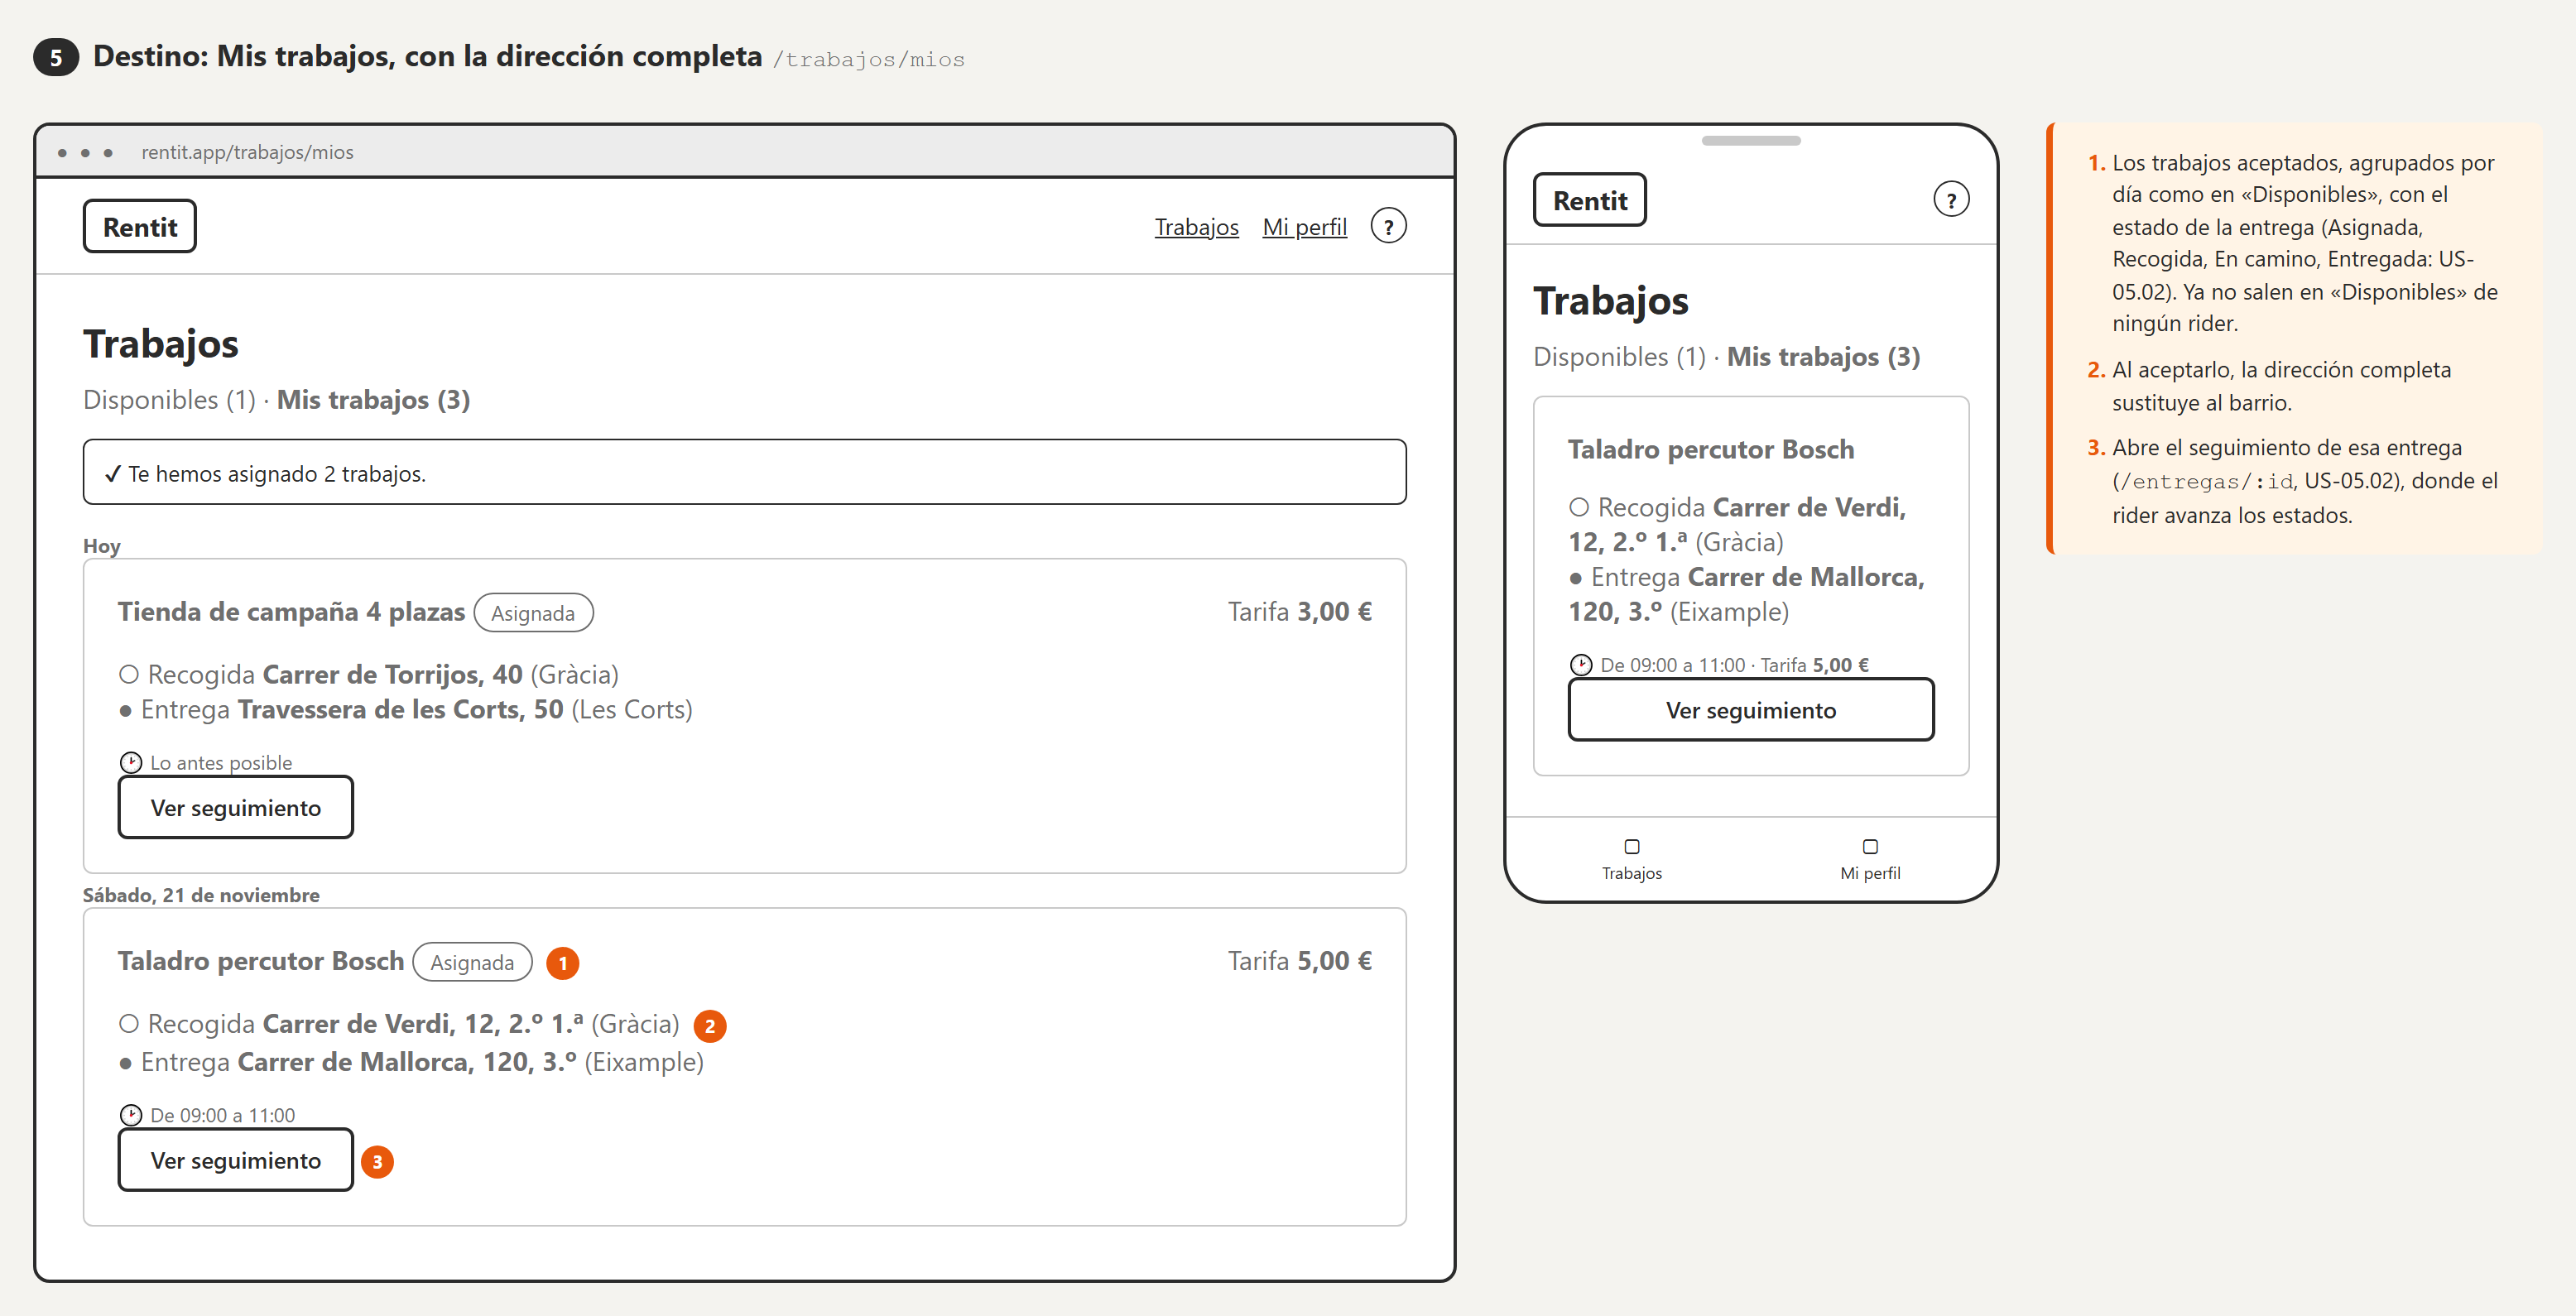 5 Destino: Mis trabajos, con la dirección completa /trabajos/mios
rentit.app/trabajos/mios
Rentit
Trabajos Mi perfil ?
Trabajos
Disponibles (1) · Mis trabajos (3)
✓ Te hemos asignado 2 trabajos.
Hoy
Tienda de campaña 4 plazas Asignada Tarifa 3,00 €
○ Recogida Carrer de Torrijos, 40 (Gràcia)
● Entrega Travessera de les Corts, 50 (Les Corts)
🕐 Lo antes posible
Ver seguimiento
Sábado, 21 de noviembre
Taladro percutor Bosch Asignada 1 Tarifa 5,00 €
○ Recogida Carrer de Verdi, 12, 2.º 1.ª (Gràcia) 2
● Entrega Carrer de Mallorca, 120, 3.º (Eixample)
🕐 De 09:00 a 11:00
Ver seguimiento 3
Rentit ?
Trabajos
Disponibles (1) · Mis trabajos (3)
Taladro percutor Bosch
○ Recogida Carrer de Verdi,
12, 2.º 1.ª (Gràcia)
● Entrega Carrer de Mallorca,
120, 3.º (Eixample)
🕐 De 09:00 a 11:00 · Tarifa 5,00 €
Ver seguimiento
Trabajos Mi perfil
1. Los trabajos aceptados, agrupados por
día como en «Disponibles», con el
estado de la entrega (Asignada,
Recogida, En camino, Entregada: US-
05.02). Ya no salen en «Disponibles» de
ningún rider.
2. Al aceptarlo, la dirección completa
sustituye al barrio.
3. Abre el seguimiento de esa entrega
(/entregas/:id, US-05.02), donde el
rider avanza los estados.